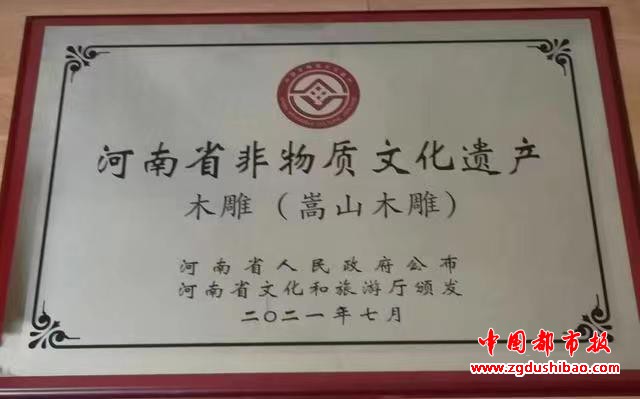 河南省非物质文化遗产
木雕（嵩山木雕）
河南省人民政府公布
河南省文化和旅游厅颁发
二〇二一年七月
中国都市报
www.zgdushibao.com